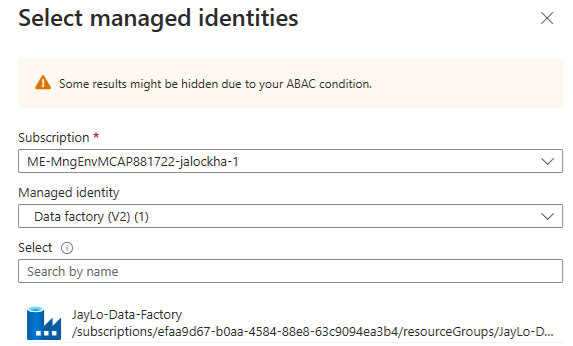 Select managed identities
Some results might be hidden due to your ABAC condition.
Subscription *
ME-MngEnvMCAP881722-jalockha-1
Managed identity
Data factory (V2) (1)
Select
Search by name
JayLo-Data-Factory
/subscriptions/efaa9d67-b0aa-4584-88e8-63c9094ea3b4/resourceGroups/JayLo-D...